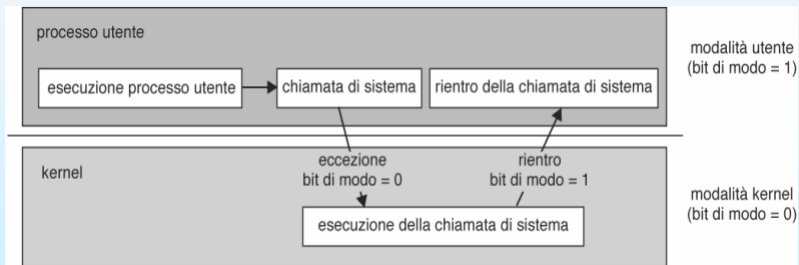 processo utente
esecuzione processo utente
chiamata di sistema
rientro della chiamata di sistema
modalità utente
(bit di modo = 1)
kernel
eccezione
bit di modo = 0
rientro
bit di modo = 1
esecuzione della chiamata di sistema
modalità kernel
(bit di modo = 0)